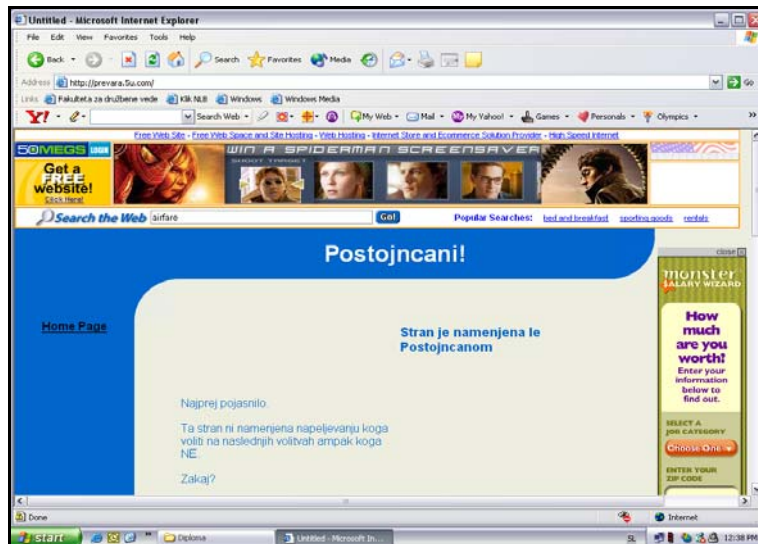 Untitled - Microsoft Internet Explorer
File Edit View Favorites Tools Help
Back Search Favorites Media
Address http://prevara.5u.com/ Go
Links Fakulteta za družbene vede Klik NLB Windows Windows Media
Y! Search Web My Web Mail My Yahoo! Games Personals Olympics »
Free Web Site - Free Web Space and Site Hosting - Web Hosting - Internet Store and Ecommerce Solution Provider - High Speed Internet
50MEGS LOGIN WIN A SPIDERMAN SCREENSAVER
SHOOT TARGET
Get a
FREE
website!
Click Here!
Search the Web airfare Go! Popular Searches: bed and breakfast sporting goods rentals
Postojncani!
close
Home Page
Stran je namenjena le
Postojncanom
Najprej pojasnilo.
Ta stran ni namenjena napeljevanju koga
voliti na naslednjih volitvah ampak koga
NE.
Zakaj?
monster
SALARY WIZARD
How
much
are you
worth?
Enter your
information
below to
find out.
SELECT A
JOB CATEGORY
Choose One
ENTER YOUR
ZIP CODE
Done Internet
start » Diploma Untitled - Microsoft In... SL 12:38 PM